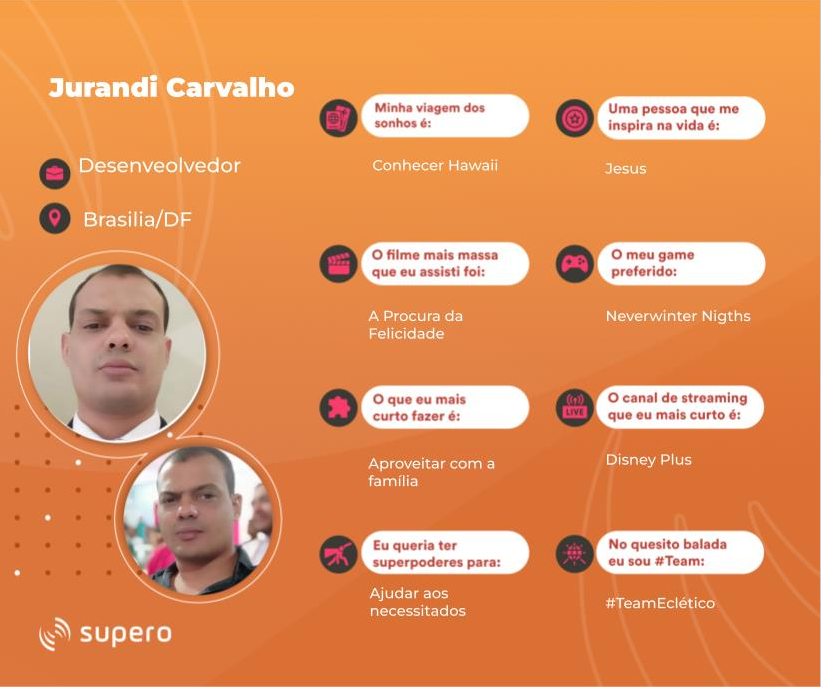 Jurandi Carvalho
Desenveolvedor
Brasilia/DF
Minha viagem dos
sonhos é:
Conhecer Hawaii
Uma pessoa que me
inspira na vida é:
Jesus
O filme mais massa
que eu assisti foi:
A Procura da
Felicidade
O meu game
preferido:
Neverwinter Nigths
O que eu mais
curto fazer é:
Aproveitar com a
família
LIVE
O canal de streaming
que eu mais curto é:
Disney Plus
Eu queria ter
superpoderes para:
Ajudar aos
necessitados
No quesito balada
eu sou #Team:
#TeamEclético
supero